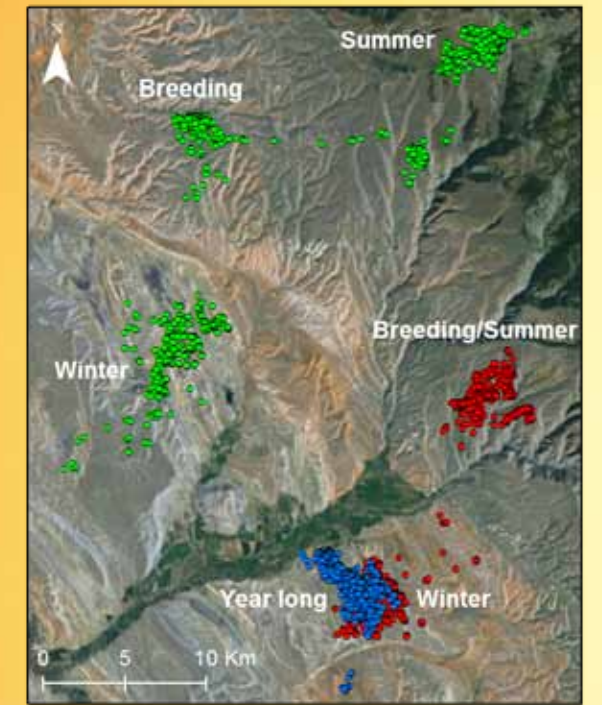 Summer
Breeding
Breeding/Summer
Winter
Year long Winter
0 5 10 Km